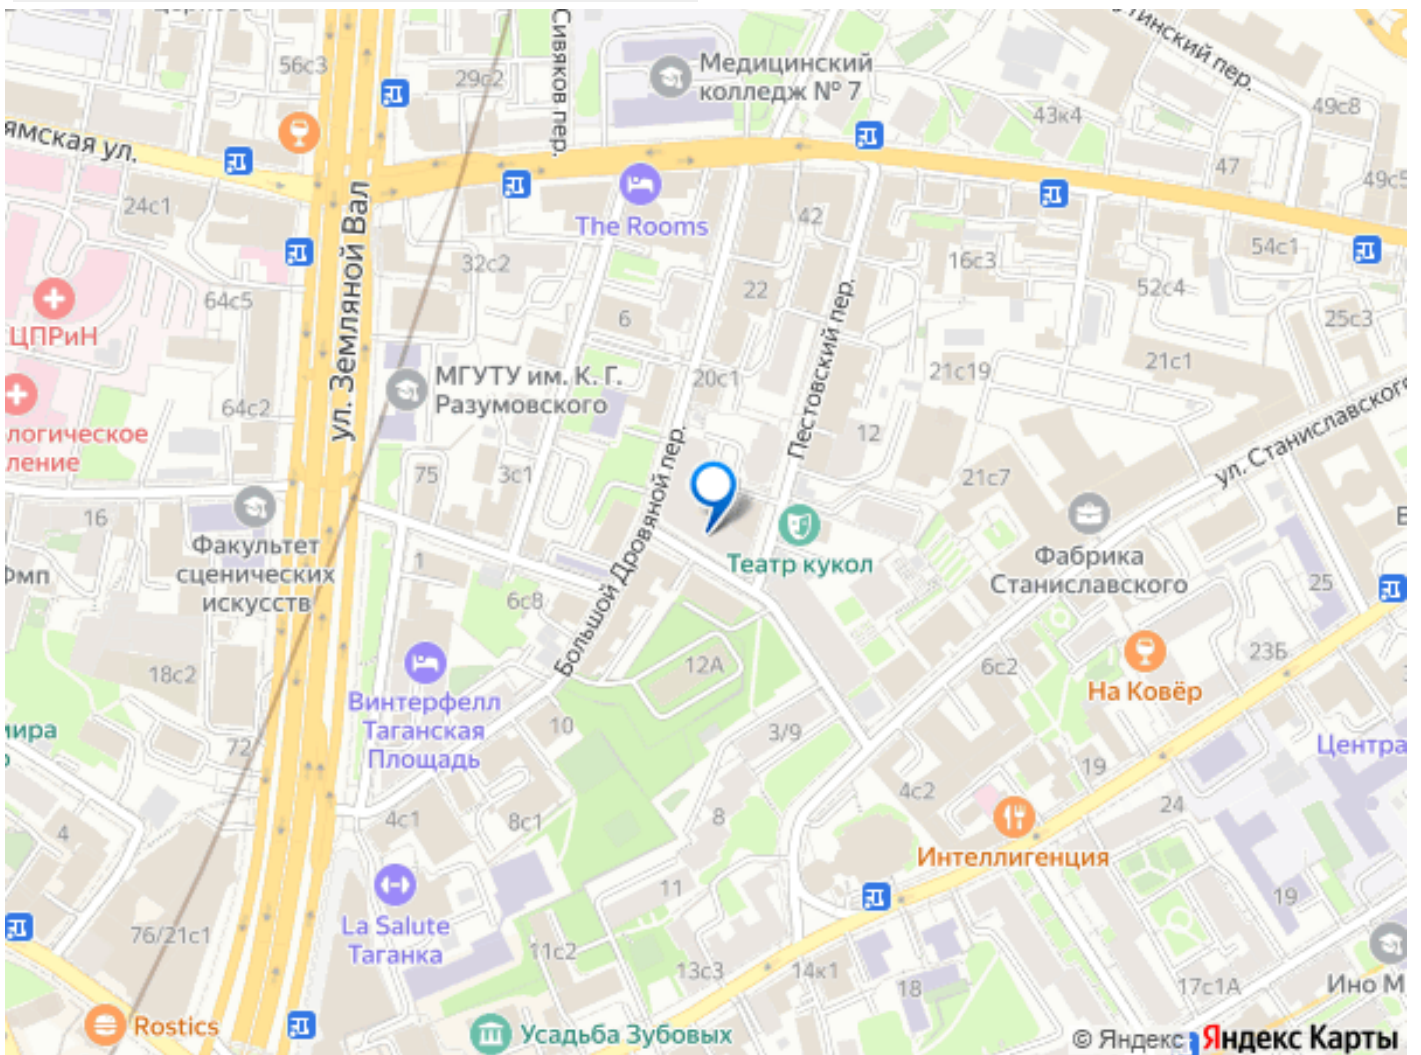 56с3
29с2
Сивяков пер.
Медицинский
колледж № 7
43к4
49с8
47
49с5
ямская ул.
24с1
The Rooms
42
32с2
16с3
54с1
ул. Земляной Вал
64с5
22
52с4
6
25с3
ЦПРиН
Пестовский пер.
21с1
20с1
21с19
МГУТУ им. К. Г.
Разумовского
64с2
12
логическое
ление
ул. Станиславского
75
3с1
21с7
16
Большой Дровяной пер.
Факультет
сценических
искусств
Театр кукол
Фабрика
Станиславского
1
25
6с8
12А
6с2
23Б
18с2
На Ковёр
Винтерфелл
Таганская
Площадь
10
3/9
72
Центра
19
4с2
24
4
4с1
8с1
8
Интеллигенция
11
19
La Salute
Таганка
76/21с1
11с2
13с3
14к1
18
17с1А
Ино М
Rostics
Усадьба Зубовых
© Яндекс
Яндекс Карты